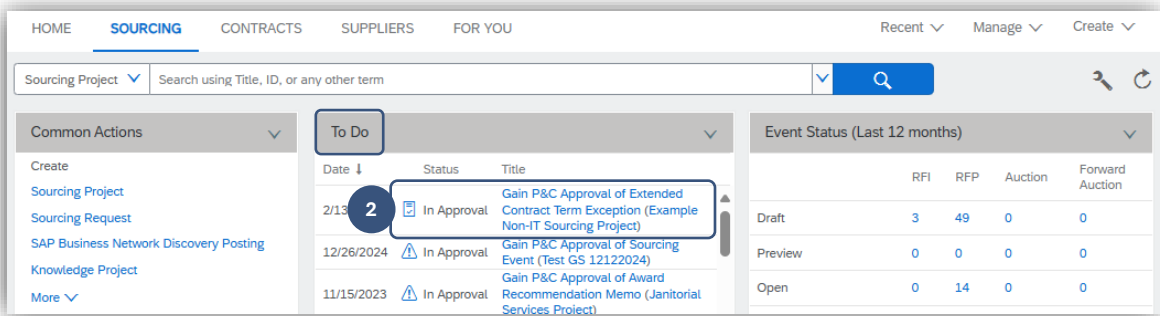 HOME SOURCING CONTRACTS SUPPLIERS FOR YOU Recent Manage Create
Sourcing Project Search using Title, ID, or any other term
Common Actions
Create
Sourcing Project
Sourcing Request
SAP Business Network Discovery Posting
Knowledge Project
More
To Do
Date ↓ Status Title
2/13 2 In Approval Gain P&C Approval of Extended
Contract Term Exception (Example
Non-IT Sourcing Project)
12/26/2024 In Approval Gain P&C Approval of Sourcing
Event (Test GS 12122024)
11/15/2023 In Approval Gain P&C Approval of Award
Recommendation Memo (Janitorial
Services Project)
Event Status (Last 12 months)
RFI RFP Auction Forward
Auction
Draft 3 49 0 0
Preview 0 0 0 0
Open 0 14 0 0